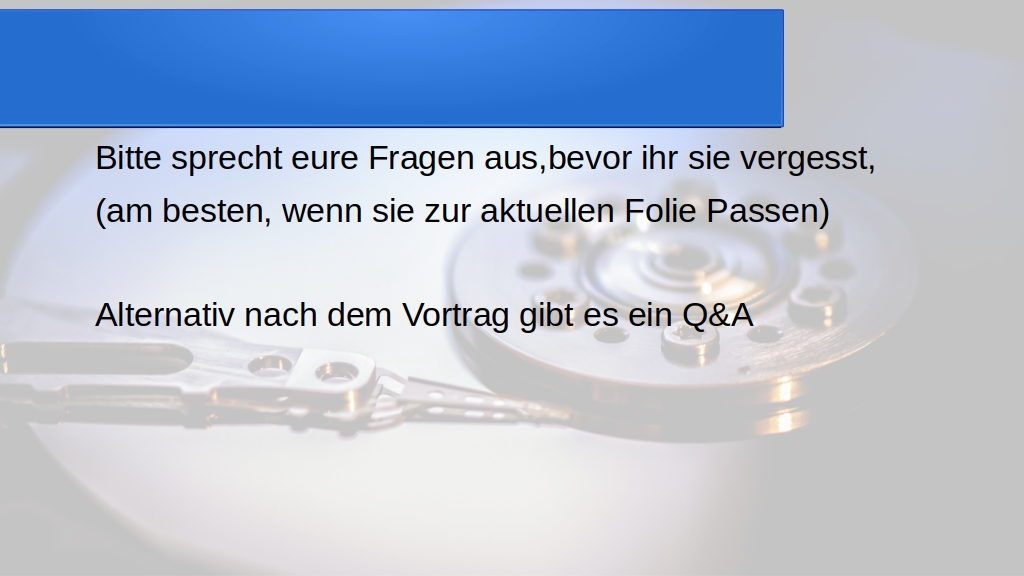 Bitte sprecht eure Fragen aus,bevor ihr sie vergesst,
(am besten, wenn sie zur aktuellen Folie Passen)
Alternativ nach dem Vortrag gibt es ein Q&A